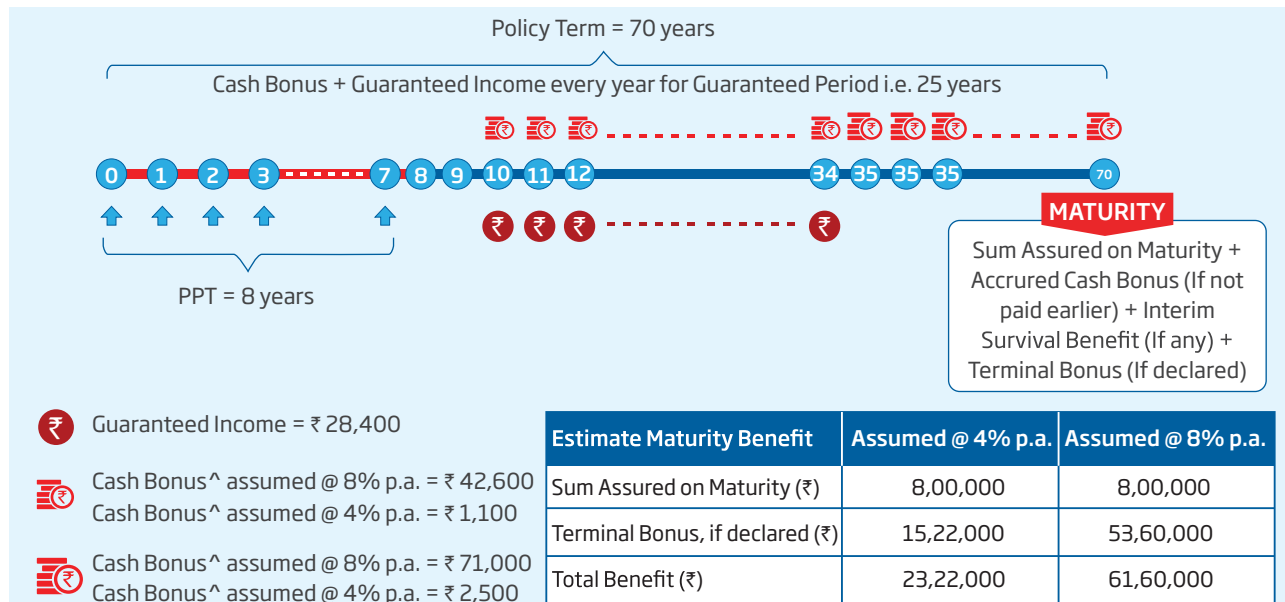 Policy Term = 70 years
Cash Bonus + Guaranteed Income every year for Guaranteed Period i.e. 25 years
₹ ₹ ₹ ₹ ₹ ₹ ₹ ₹
0 1 2 3 7 8 9 10 11 12 34 35 35 35 70
₹ ₹ ₹ ₹
PPT = 8 years
MATURITY
Sum Assured on Maturity +
Accrured Cash Bonus (If not
paid earlier) + Interim
Survival Benefit (If any) +
Terminal Bonus (If declared)
₹ Guaranteed Income = ₹ 28,400
₹ Cash Bonus^ assumed @ 8% p.a. = ₹ 42,600
Cash Bonus^ assumed @ 4% p.a. = ₹ 1,100
₹ Cash Bonus^ assumed @ 8% p.a. = ₹ 71,000
Cash Bonus^ assumed @ 4% p.a. = ₹ 2,500
Estimate Maturity Benefit Assumed @ 4% p.a. Assumed @ 8% p.a.
Sum Assured on Maturity (₹) 8,00,000 8,00,000
Terminal Bonus, if declared (₹) 15,22,000 53,60,000
Total Benefit (₹) 23,22,000 61,60,000